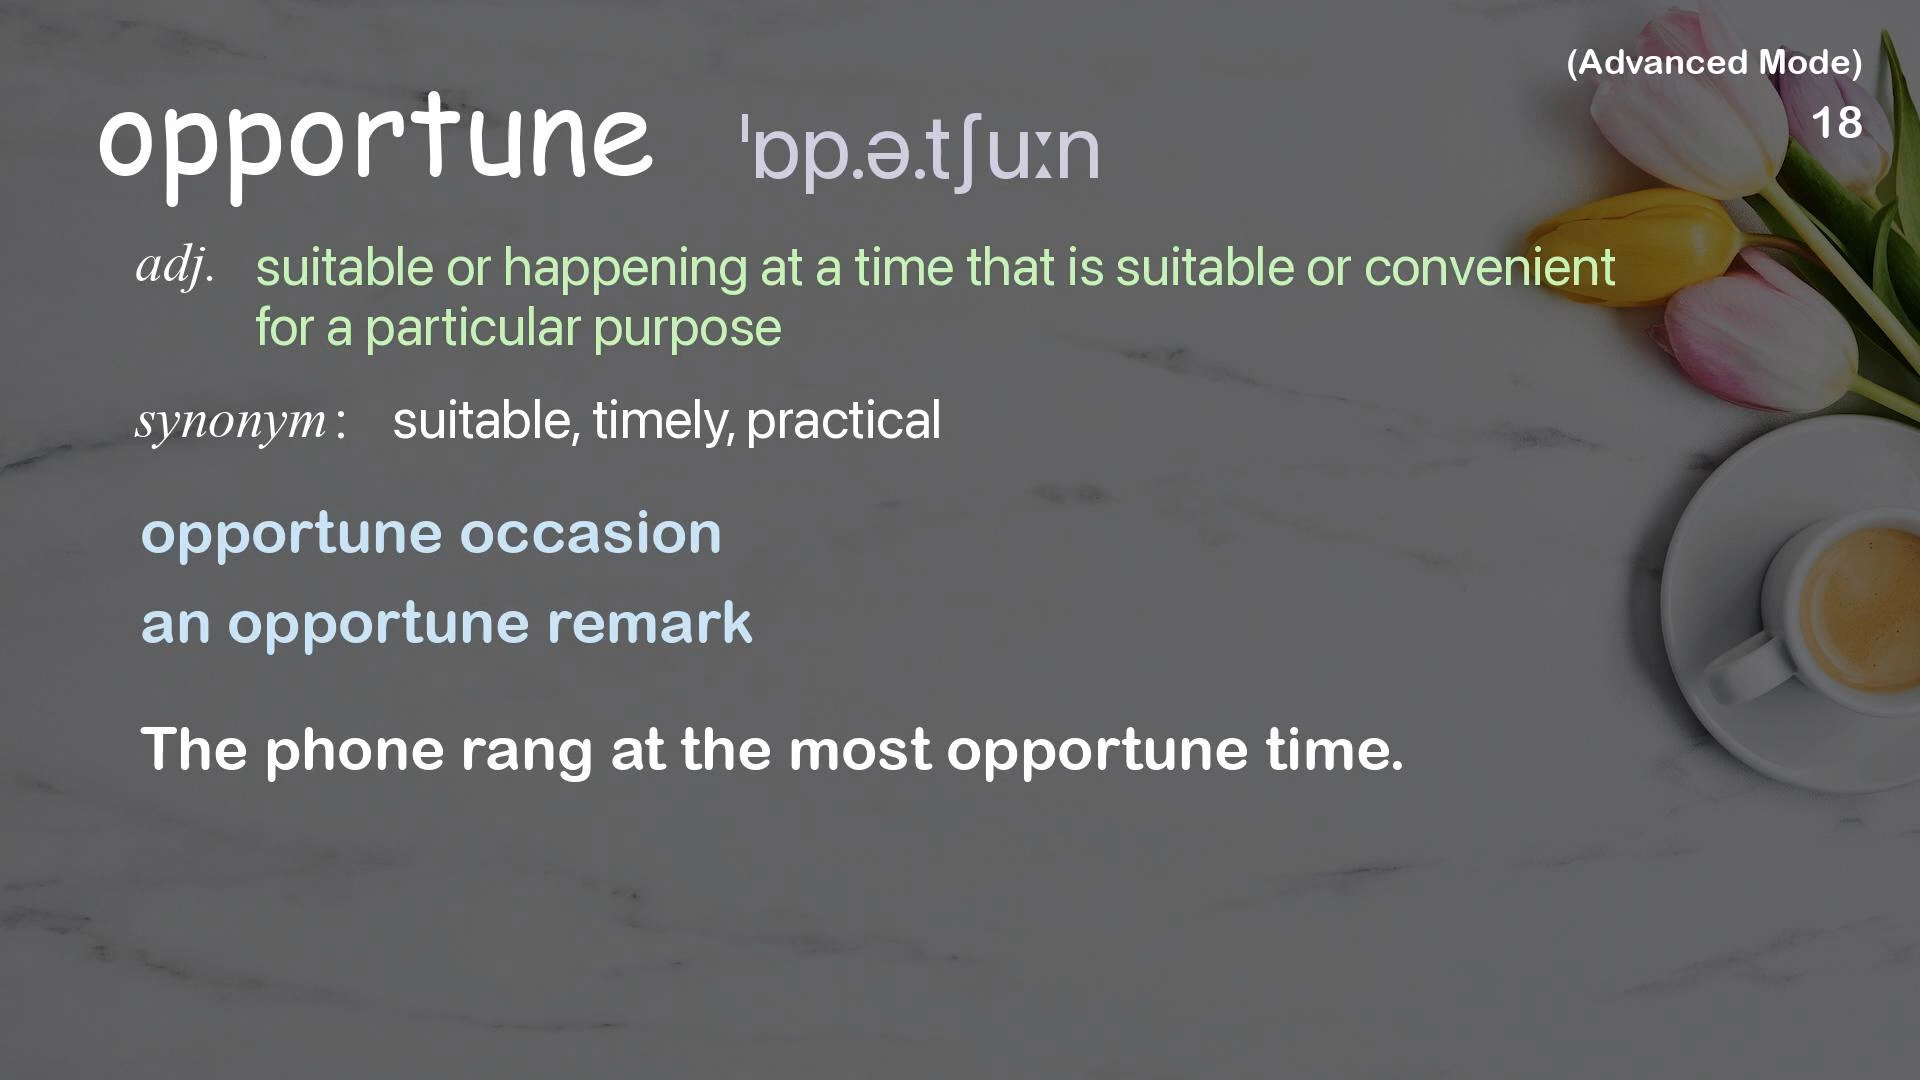 (Advanced Mode)
opportune ˈɒp.ə.tʃuːn
18
adj. suitable or happening at a time that is suitable or convenient
for a particular purpose
synonym: suitable, timely, practical
opportune occasion
an opportune remark
The phone rang at the most opportune time.